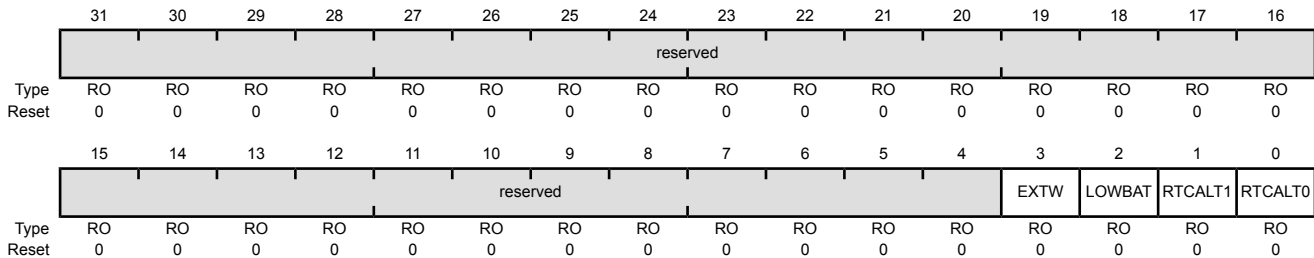 31 30 29 28 27 26 25 24 23 22 21 20 19 18 17 16
reserved
Type RO RO RO RO RO RO RO RO RO RO RO RO RO RO RO RO
Reset 0 0 0 0 0 0 0 0 0 0 0 0 0 0 0 0
15 14 13 12 11 10 9 8 7 6 5 4 3 2 1 0
reserved EXTW LOWBAT RTCALT1 RTCALT0
Type RO RO RO RO RO RO RO RO RO RO RO RO RO RO RO RO
Reset 0 0 0 0 0 0 0 0 0 0 0 0 0 0 0 0